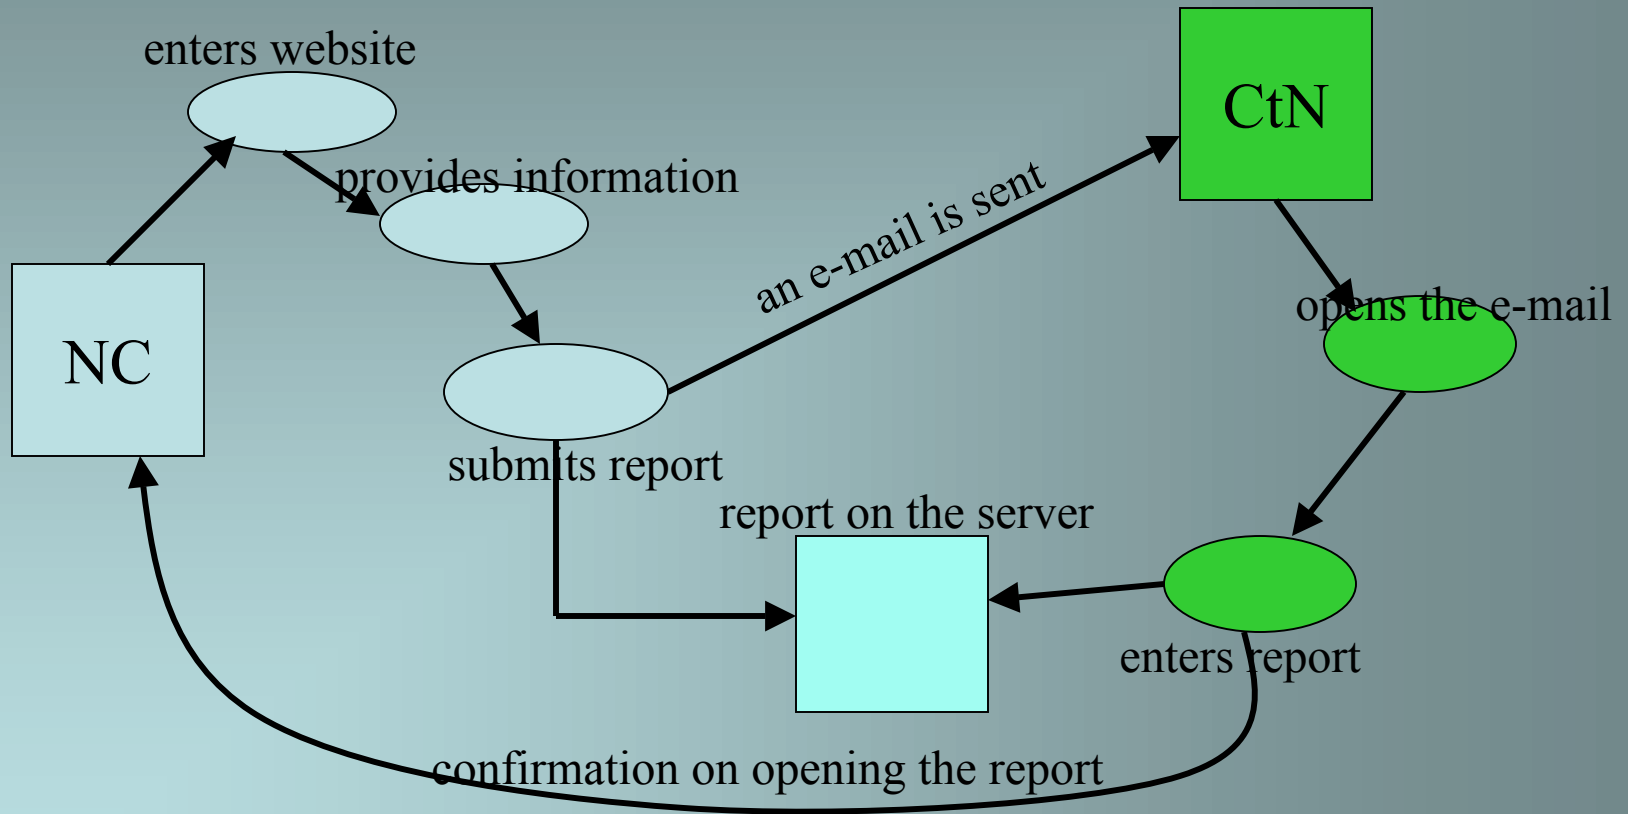 enters website
CtN
provides information
an e-mail is sent
opens the e-mail
NC
submits report
report on the server
enters report
confirmation on opening the report